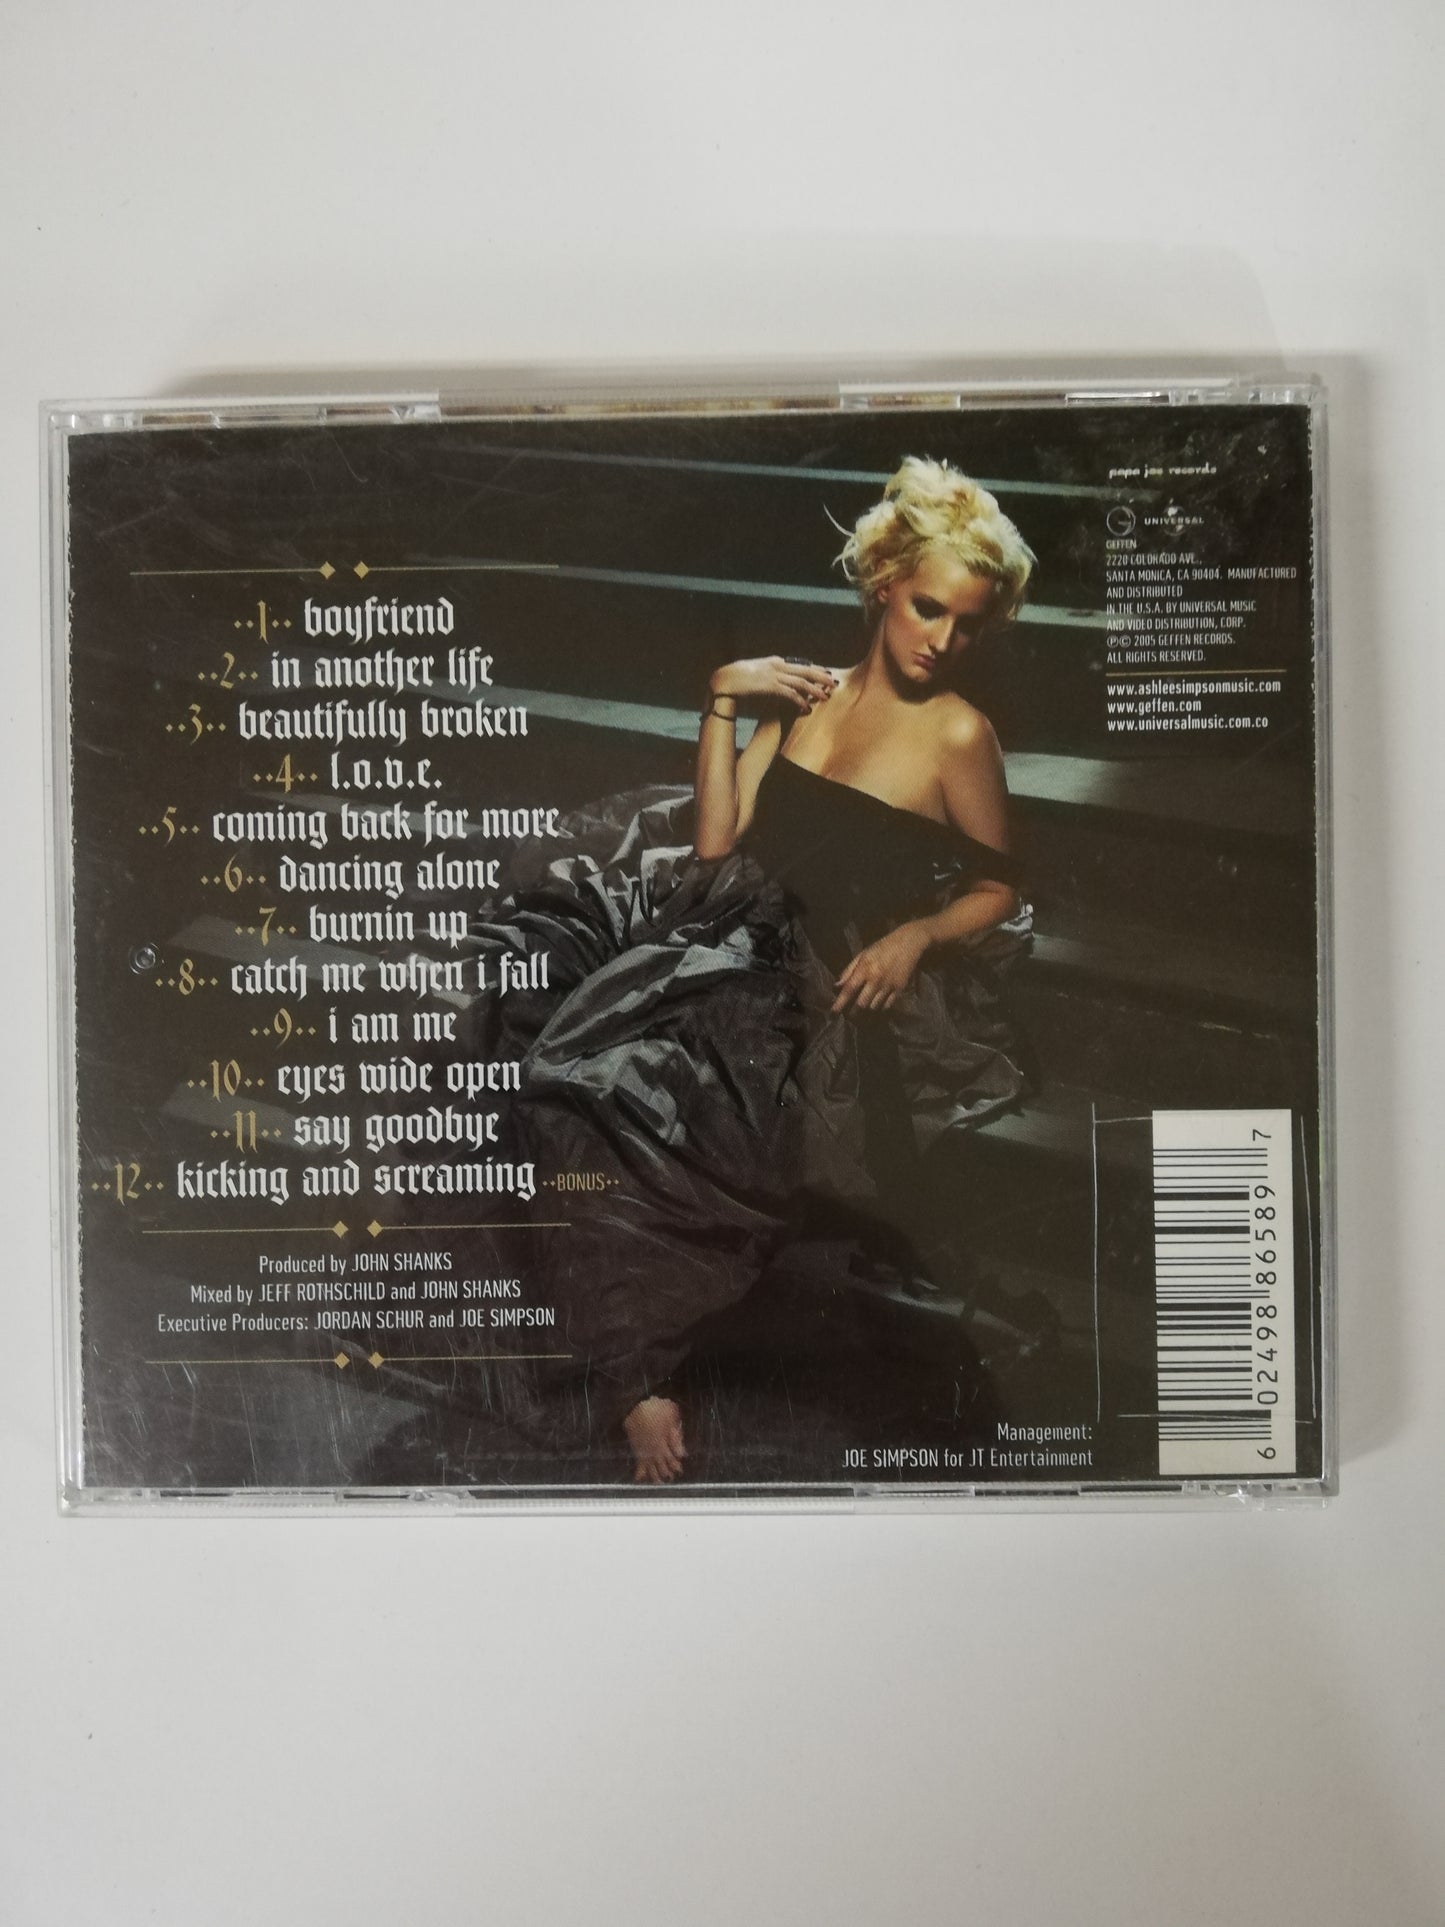 ··1·· boyfriend
··2·· in another life
··3·· beautifully broken
··4·· l.o.v.e.
··5·· coming back for more
··6·· dancing alone
··7·· burnin up
··8·· catch me when i fall
··9·· i am me
··10·· eyes wide open
··11·· say goodbye
··12·· kicking and screaming ··BONUS··
Produced by JOHN SHANKS
Mixed by JEFF ROTHSCHILD and JOHN SHANKS
Executive Producers: JORDAN SCHUR and JOE SIMPSON
papa joe records
UNIVERSAL
GEFFEN
2220 COLORADO AVE.,
SANTA MONICA, CA 90404. MANUFACTURED
AND DISTRIBUTED
IN THE U.S.A. BY UNIVERSAL MUSIC
AND VIDEO DISTRIBUTION, CORP.
℗© 2005 GEFFEN RECORDS.
ALL RIGHTS RESERVED.
www.ashleesimpsonmusic.com
www.geffen.com
www.universalmusic.com.co
Management:
JOE SIMPSON for JT Entertainment
6 02498 86589 7